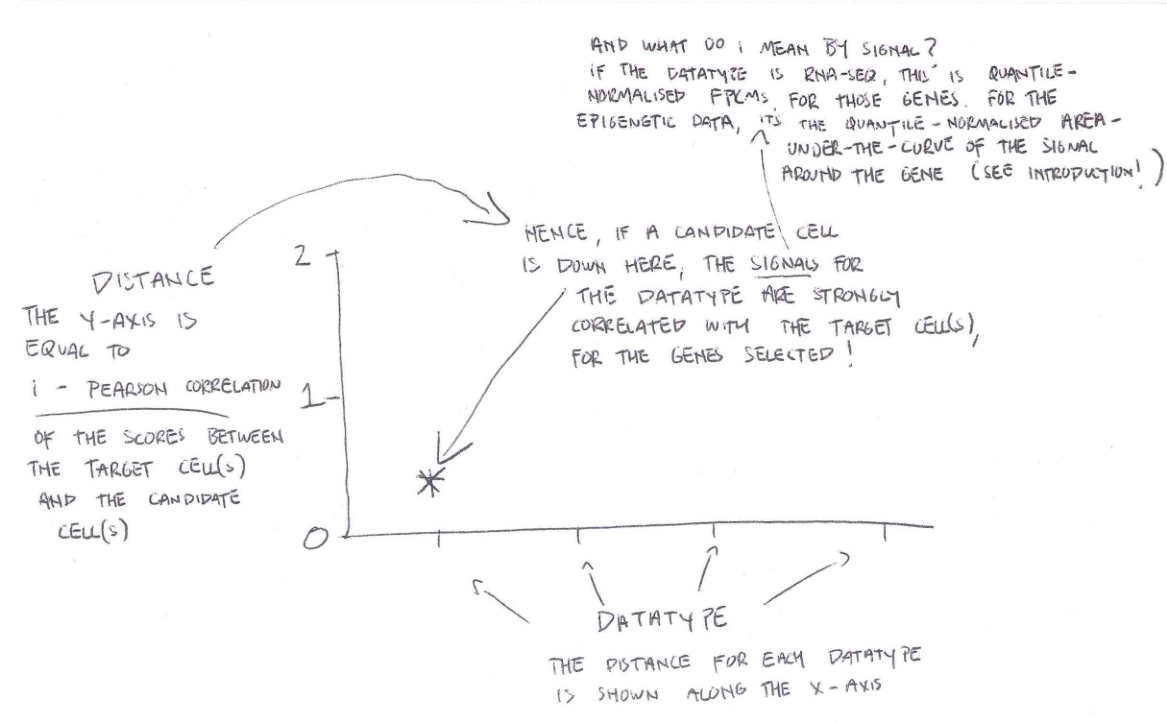 AND WHAT DO i MEAN BY SIGNAL?
iF THE DATATYPE IS RNA-SEQ, THIS IS QUANTILE-
NORMALISED FPKMS FOR THOSE GENES. FOR THE
EPIGENETIC DATA, ITS THE QUANTILE-NORMALISED AREA-
UNDER-THE-CURVE OF THE SIGNAL
AROUND THE GENE (SEE INTRODUCTION!)
HENCE, IF A CANDIDATE CELL
IS DOWN HERE, THE SIGNALS FOR
THE DATATYPE ARE STRONGLY
CORRELATED WITH THE TARGET CELL(S),
FOR THE GENES SELECTED!
DISTANCE
THE Y-AXIS IS
EQUAL TO
1 - PEARSON CORRELATION
OF THE SCORES BETWEEN
THE TARGET CELL(S)
AND THE CANDIDATE
CELL(S)
2
1
0
DATATYPE
THE DISTANCE FOR EACH DATATYPE
IS SHOWN ALONG THE X-AXIS